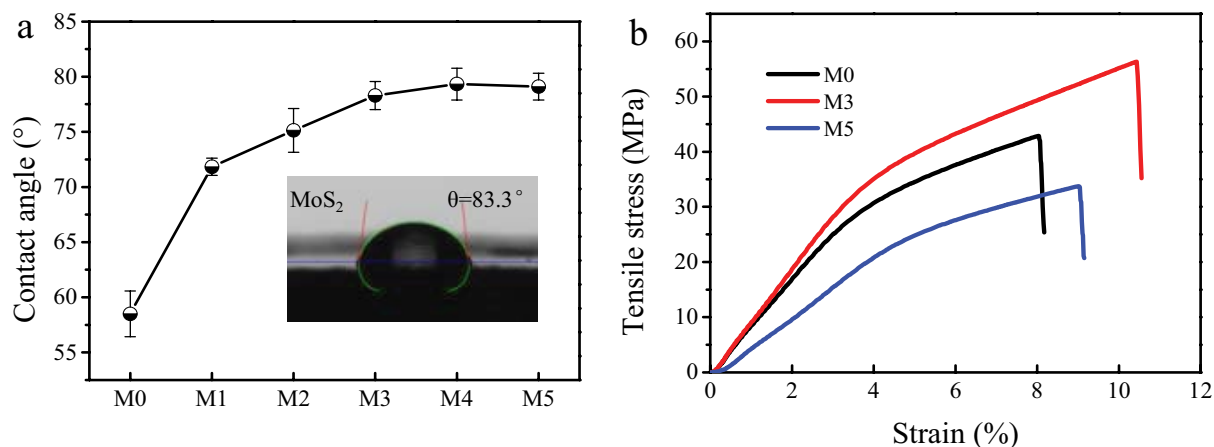 a
85
80
75
70
65
60
55
Contact angle (°)
MoS₂ θ=83.3°
M0 M1 M2 M3 M4 M5
b
60
50
40
30
20
10
0
Tensile stress (MPa)
M0
M3
M5
0 2 4 6 8 10 12
Strain (%)